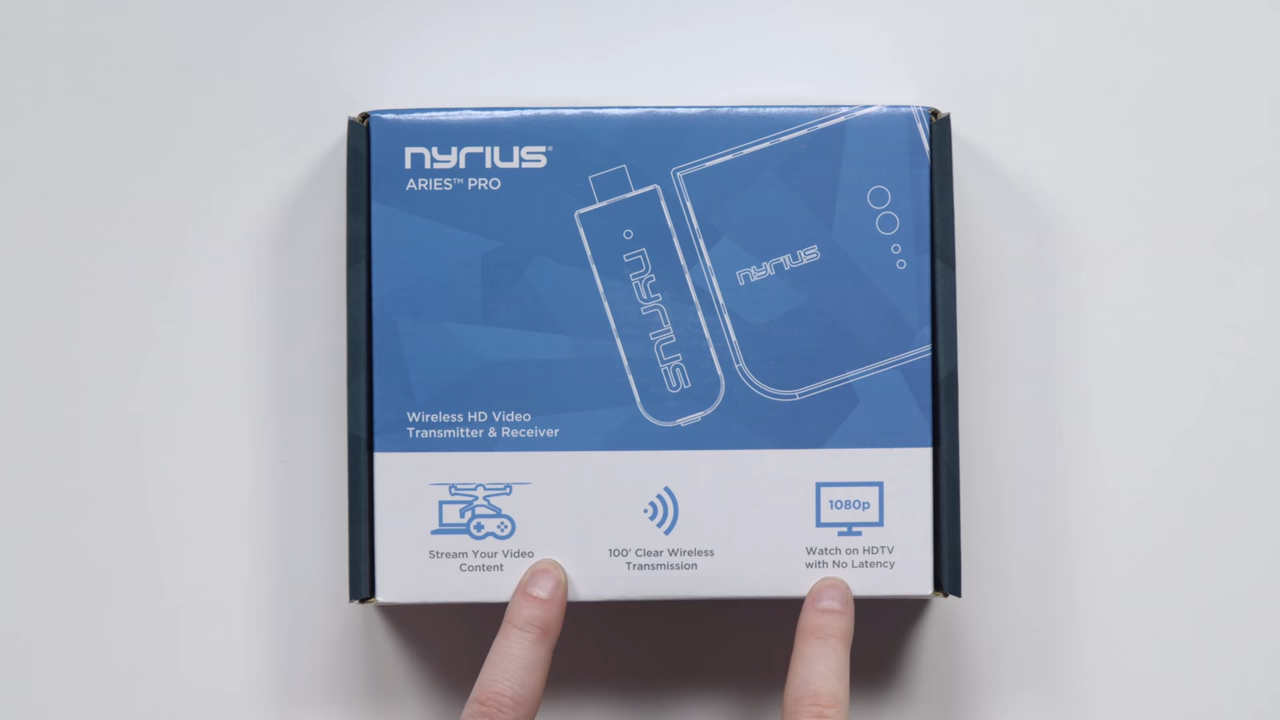 nyrius®
ARIES™ PRO
nyrius
nyrius
Wireless HD Video
Transmitter & Receiver
1080p
Stream Your Video
Content
100' Clear Wireless
Transmission
Watch on HDTV
with No Latency